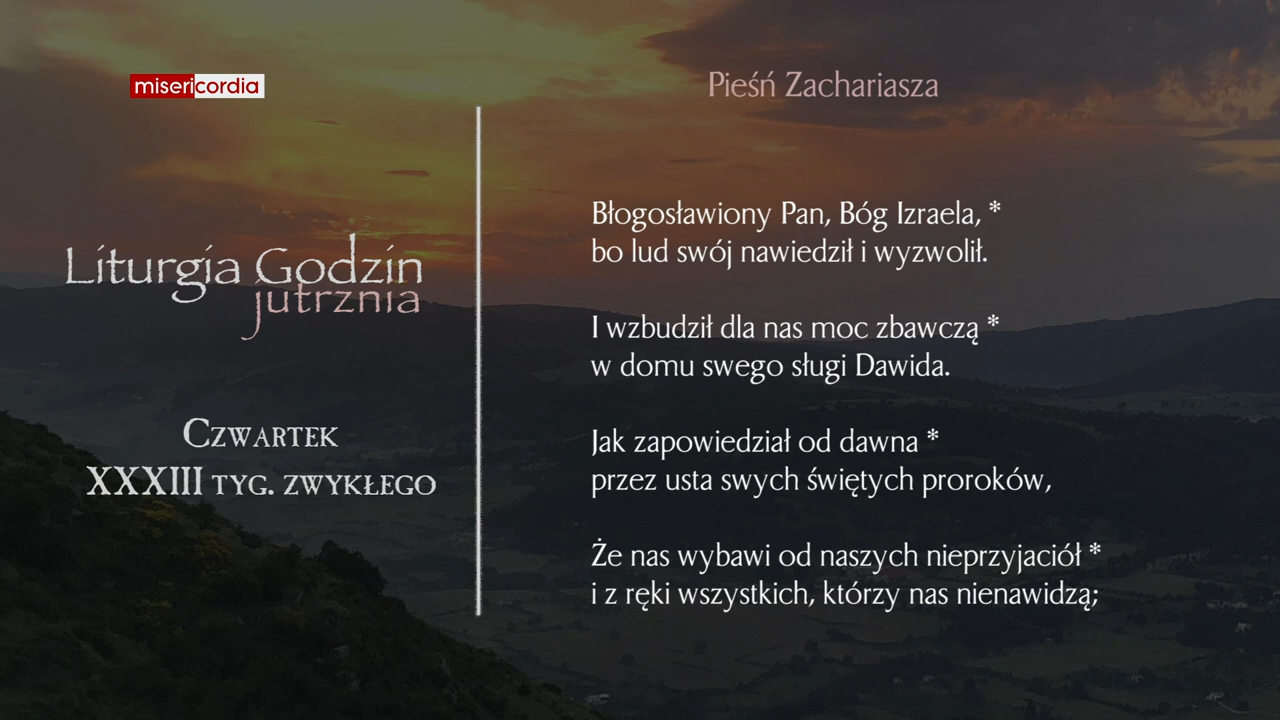 misericordia
Liturgia Godzin
jutrznia
Czwartek
XXXIII tyg. zwykłego
Pieśń Zachariasza
Błogosławiony Pan, Bóg Izraela, *
bo lud swój nawiedził i wyzwolił.
I wzbudził dla nas moc zbawczą *
w domu swego sługi Dawida.
Jak zapowiedział od dawna *
przez usta swych świętych proroków,
Że nas wybawi od naszych nieprzyjaciół *
i z ręki wszystkich, którzy nas nienawidzą;